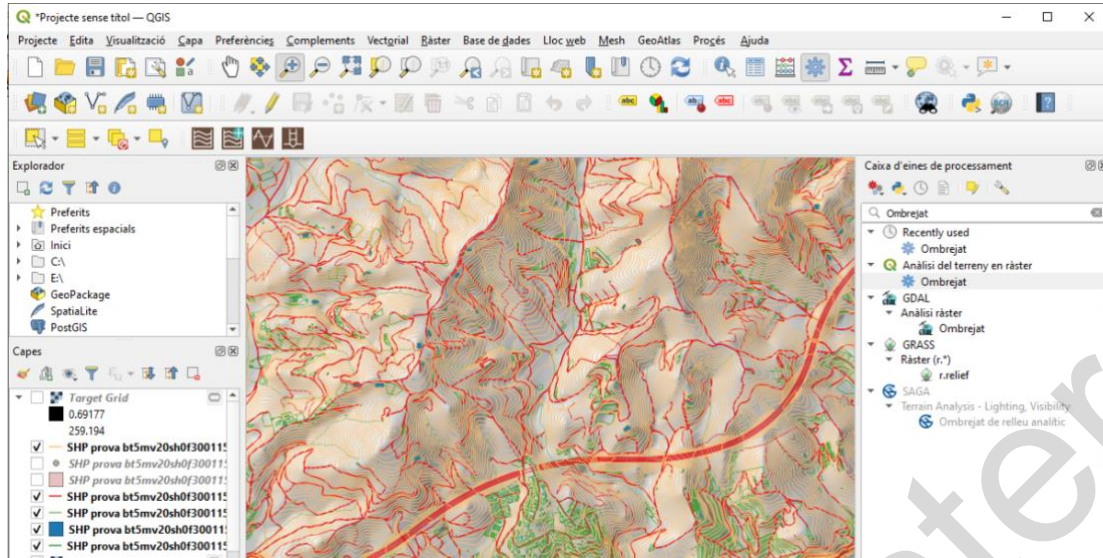 *Projecte sense títol — QGIS
Projecte Edita Visualització Capa Preferències Complements Vectorial Ràster Base de dades Lloc web Mesh GeoAtlas Procés Ajuda
abc
ab
abc
Explorador
Preferits
Preferits espacials
Inici
C:\
E:\
GeoPackage
SpatiaLite
PostGIS
Capes
Target Grid
0.69177
259.194
SHP prova bt5mv20sh0f30011
SHP prova bt5mv20sh0f30011
SHP prova bt5mv20sh0f30011
SHP prova bt5mv20sh0f30011
SHP prova bt5mv20sh0f30011
SHP prova bt5mv20sh0f30011
SHP prova bt5mv20sh0f30011
Caixa d'eines de processament
Ombrejat
Recently used
Ombrejat
Anàlisi del terreny en ràster
Ombrejat
GDAL
Anàlisi ràster
Ombrejat
GRASS
Ràster (r.*)
r.relief
SAGA
Terrain Analysis - Lighting, Visibility
Ombrejat de relleu analític
ter